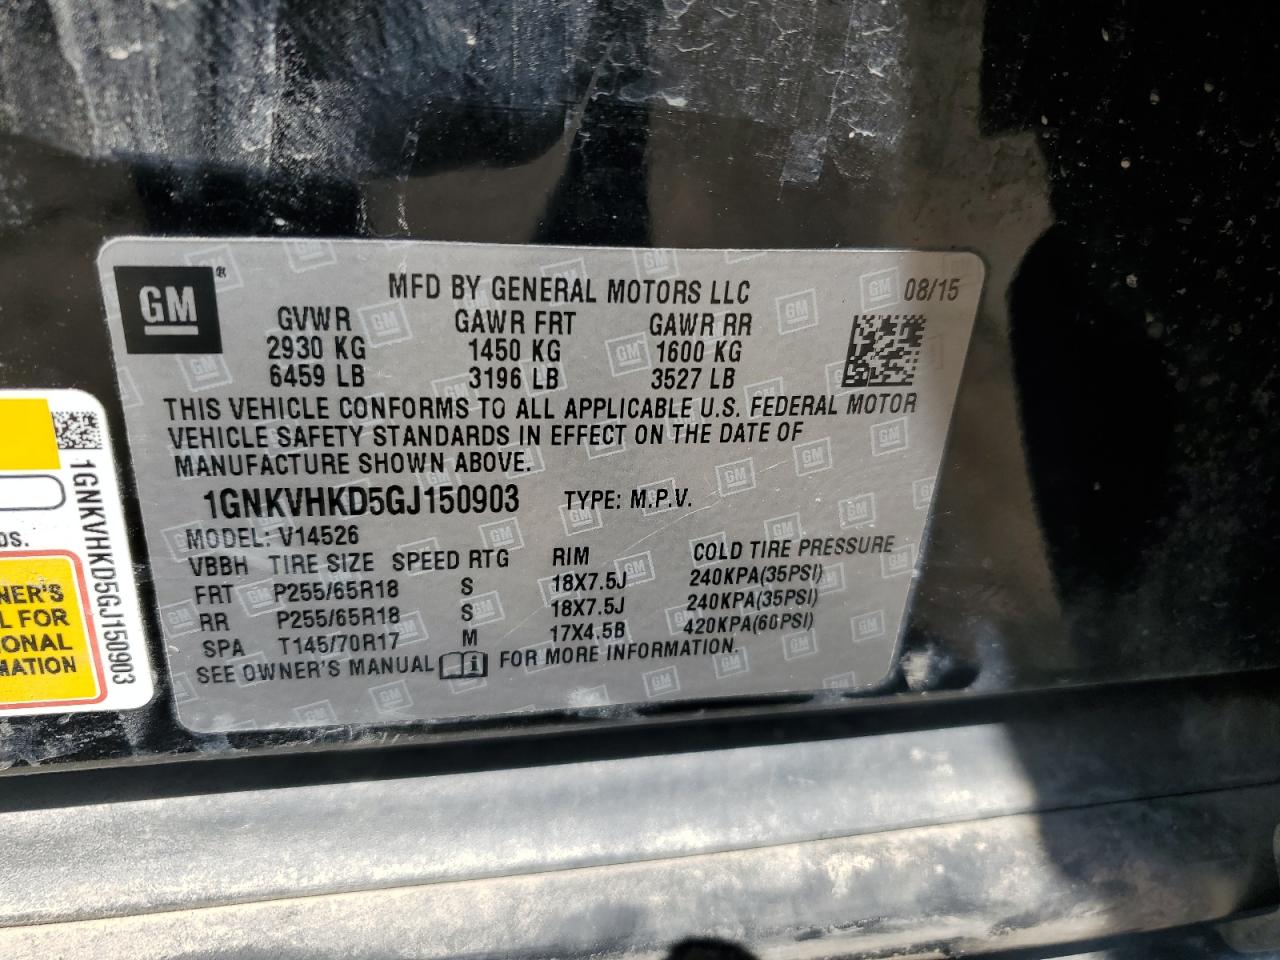 GM®
MFD BY GENERAL MOTORS LLC 08/15
GVWR GAWR FRT GAWR RR
2930 KG 1450 KG 1600 KG
6459 LB 3196 LB 3527 LB
THIS VEHICLE CONFORMS TO ALL APPLICABLE U.S. FEDERAL MOTOR
VEHICLE SAFETY STANDARDS IN EFFECT ON THE DATE OF
MANUFACTURE SHOWN ABOVE.
1GNKVHKD5GJ150903 TYPE: M.P.V.
MODEL: V14526
VBBH TIRE SIZE SPEED RTG RIM COLD TIRE PRESSURE
FRT P255/65R18 S 18X7.5J 240KPA(35PSI)
RR P255/65R18 S 18X7.5J 240KPA(35PSI)
SPA T145/70R17 M 17X4.5B 420KPA(60PSI)
SEE OWNER'S MANUAL FOR MORE INFORMATION.
1GNKVHKD5GJ150903
DS.
NER'S
L FOR
IONAL
MATION